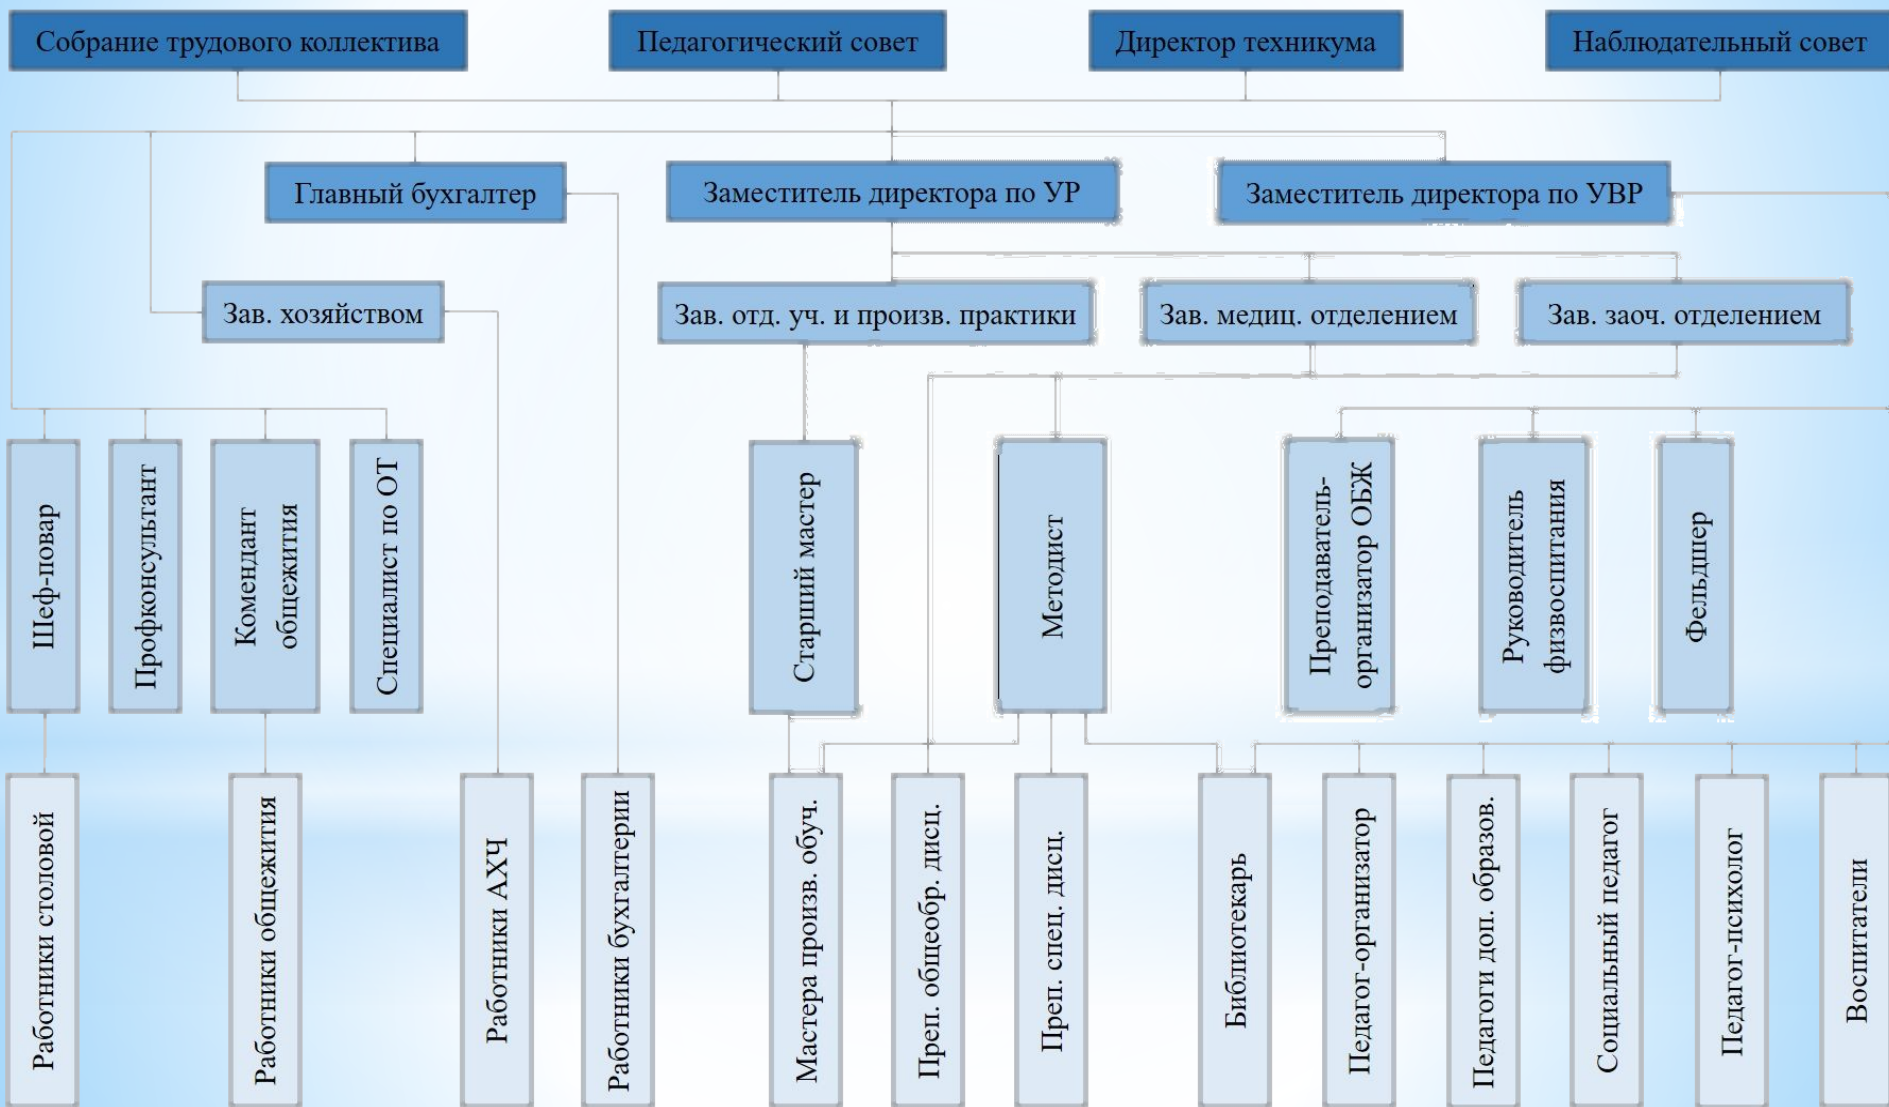 Собрание трудового коллектива
Педагогический совет
Директор техникума
Наблюдательный совет
Главный бухгалтер
Заместитель директора по УР
Заместитель директора по УВР
Зав. хозяйством
Зав. отд. уч. и произв. практики
Зав. медиц. отделением
Зав. заоч. отделением
Шеф-повар
Профконсультант
Комендант
общежития
Специалист по ОТ
Старший мастер
Методист
Преподаватель-
организатор ОБЖ
Руководитель
физвоспитания
Фельдшер
Работники столовой
Работники общежития
Работники АХЧ
Работники бухгалтерии
Мастера произв. обуч.
Преп. общеобр. дисц.
Преп. спец. дисц.
Библиотекарь
Педагог-организатор
Педагоги доп. образов.
Социальный педагог
Педагог-психолог
Воспитатели